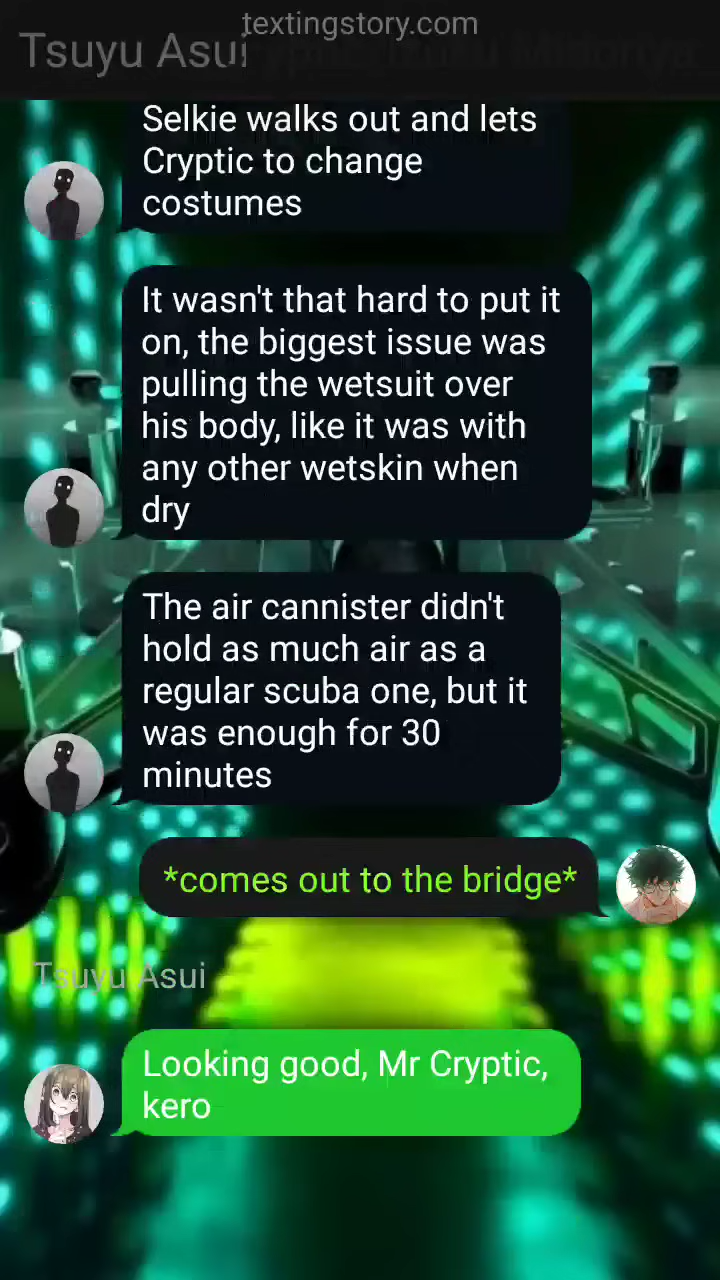 textingstory.com
Tsuyu Asui
Selkie walks out and lets
Cryptic to change
costumes
It wasn't that hard to put it
on, the biggest issue was
pulling the wetsuit over
his body, like it was with
any other wetskin when
dry
The air cannister didn't
hold as much air as a
regular scuba one, but it
was enough for 30
minutes
*comes out to the bridge*
Tsuyu Asui
Looking good, Mr Cryptic,
kero